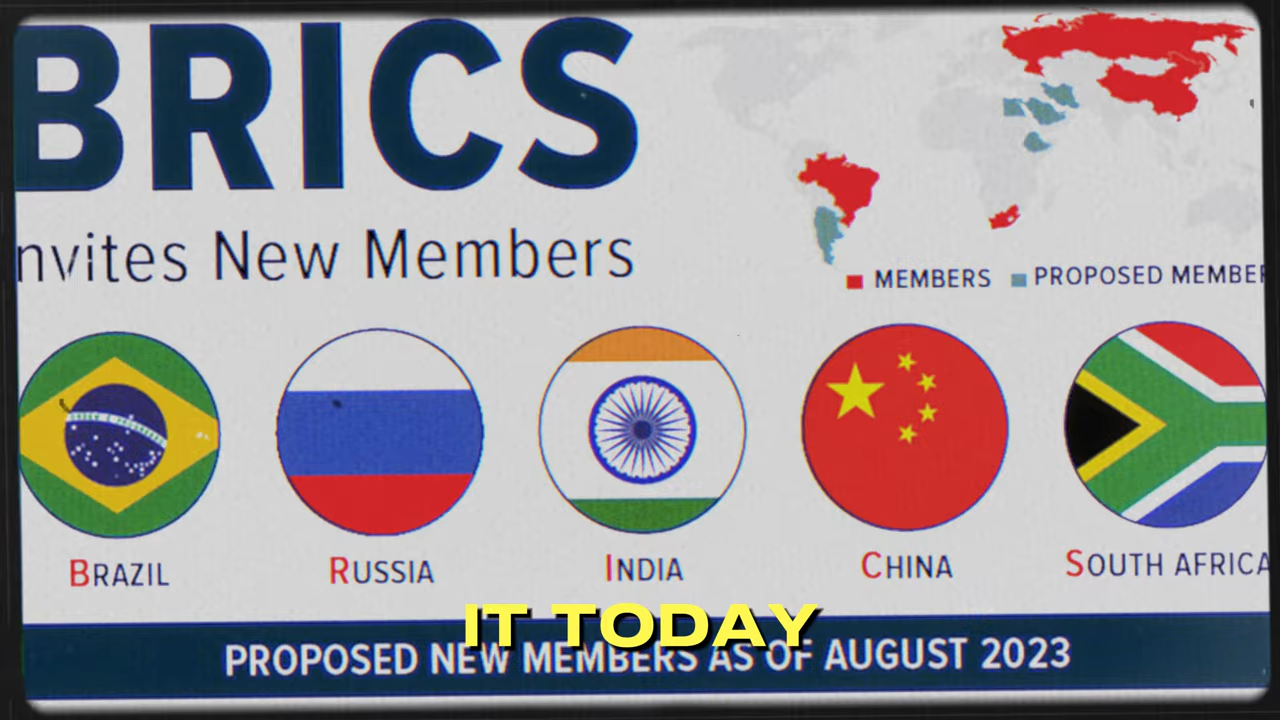 BRICS
nvites New Members
MEMBERS
PROPOSED MEMBER
BRAZIL
RUSSIA
INDIA
CHINA
SOUTH AFRICA
IT TODAY
PROPOSED NEW MEMBERS AS OF AUGUST 2023